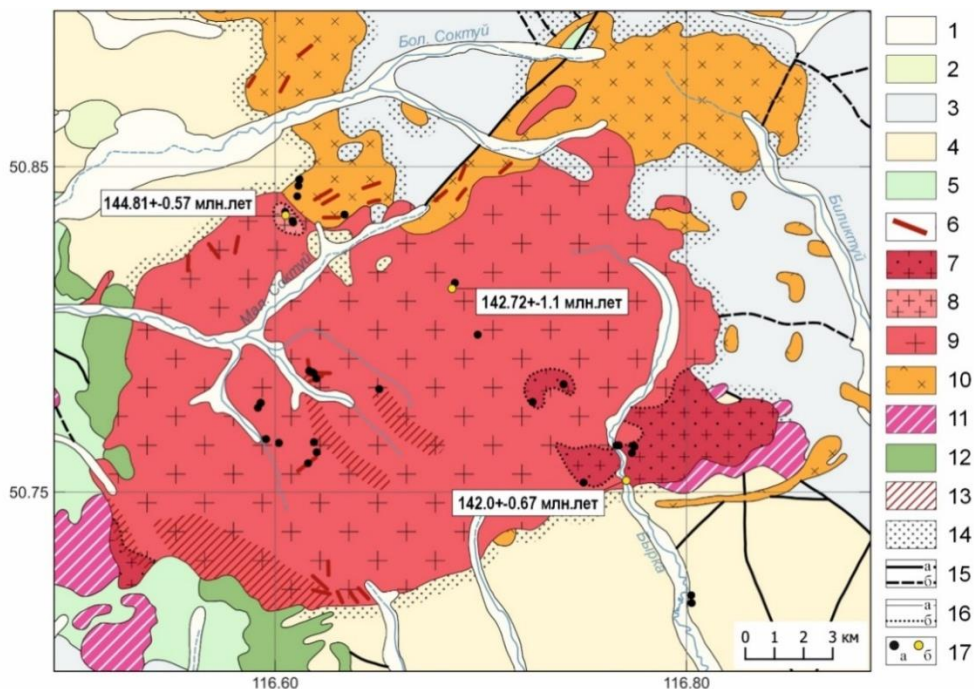 Бол. Соктуй
50.85
144.81+-0.57 млн.лет
Биликтуй
Мал. Соктуй
142.72+-1.1 млн.лет
50.75
142.0+-0.67 млн.лет
Бырка
0 1 2 3 км
116.60
116.80
1
2
3
4
5
6
7
8
9
10
11
12
13
14
а
б 15
а
б 16
а б 17